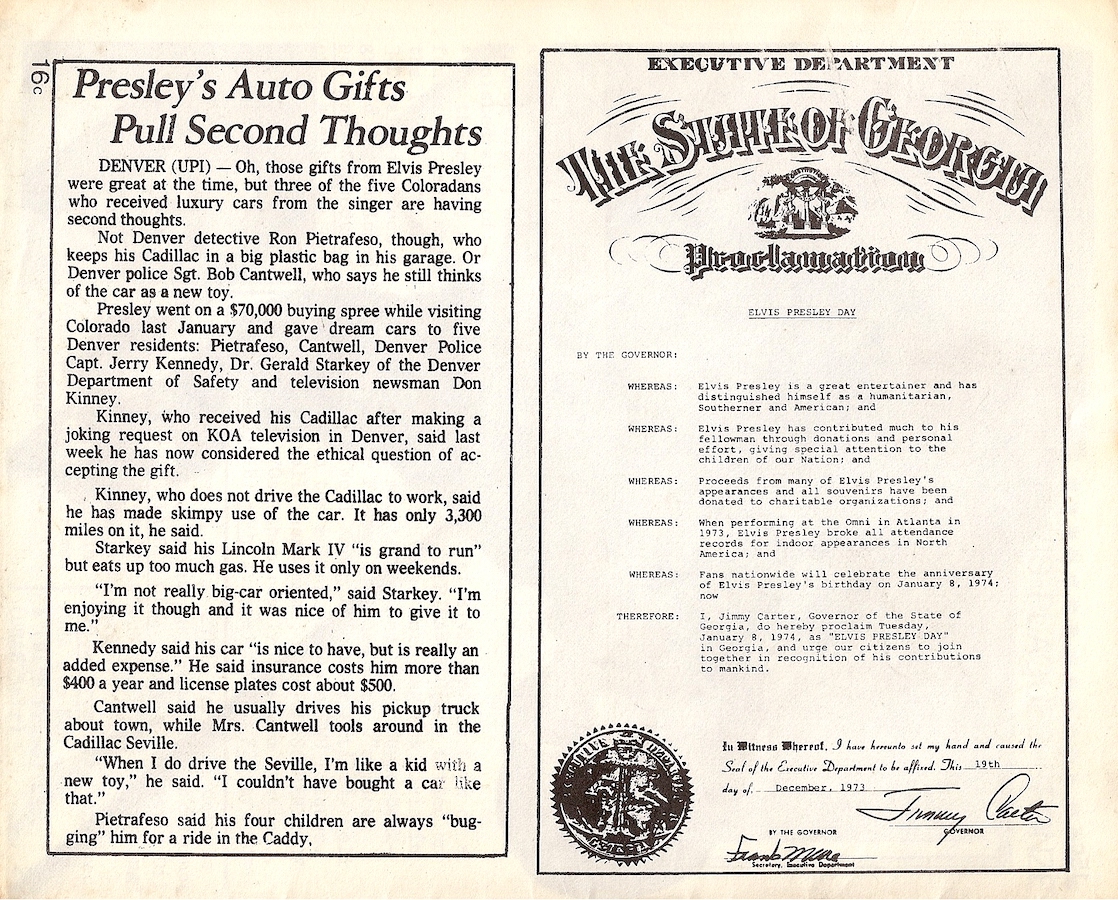 16c
Presley's Auto Gifts
Pull Second Thoughts
DENVER (UPI) — Oh, those gifts from Elvis Presley
were great at the time, but three of the five Coloradans
who received luxury cars from the singer are having
second thoughts.
Not Denver detective Ron Pietrafeso, though, who
keeps his Cadillac in a big plastic bag in his garage. Or
Denver police Sgt. Bob Cantwell, who says he still thinks
of the car as a new toy.
Presley went on a $70,000 buying spree while visiting
Colorado last January and gave dream cars to five
Denver residents: Pietrafeso, Cantwell, Denver Police
Capt. Jerry Kennedy, Dr. Gerald Starkey of the Denver
Department of Safety and television newsman Don
Kinney.
Kinney, who received his Cadillac after making a
joking request on KOA television in Denver, said last
week he has now considered the ethical question of ac-
cepting the gift.
Kinney, who does not drive the Cadillac to work, said
he has made skimpy use of the car. It has only 3,300
miles on it, he said.
Starkey said his Lincoln Mark IV "is grand to run"
but eats up too much gas. He uses it only on weekends.
"I'm not really big-car oriented," said Starkey. "I'm
enjoying it though and it was nice of him to give it to
me."
Kennedy said his car "is nice to have, but is really an
added expense." He said insurance costs him more than
$400 a year and license plates cost about $500.
Cantwell said he usually drives his pickup truck
about town, while Mrs. Cantwell tools around in the
Cadillac Seville.
"When I do drive the Seville, I'm like a kid with a
new toy," he said. "I couldn't have bought a car like
that."
Pietrafeso said his four children are always "bug-
ging" him for a ride in the Caddy.
EXECUTIVE DEPARTMENT
THE STATE OF GEORGIA
Proclamation
ELVIS PRESLEY DAY
BY THE GOVERNOR:
WHEREAS: Elvis Presley is a great entertainer and has
distinguished himself as a humanitarian,
Southerner and American; and
WHEREAS: Elvis Presley has contributed much to his
fellowman through donations and personal
effort, giving special attention to the
children of our Nation; and
WHEREAS: Proceeds from many of Elvis Presley's
appearances and all souvenirs have been
donated to charitable organizations; and
WHEREAS: When performing at the Omni in Atlanta in
1973, Elvis Presley broke all attendance
records for indoor appearances in North
America; and
WHEREAS: Fans nationwide will celebrate the anniversary
of Elvis Presley's birthday on January 8, 1974;
now
THEREFORE: I, Jimmy Carter, Governor of the State of
Georgia, do hereby proclaim Tuesday,
January 8, 1974, as "ELVIS PRESLEY DAY"
in Georgia, and urge our citizens to join
together in recognition of his contributions
to mankind.
In Witness Whereof, I have hereunto set my hand and caused the
Seal of the Executive Department to be affixed. This 19th
day of December, 1973
Jimmy Carter
GOVERNOR
BY THE GOVERNOR
Secretary, Executive Department